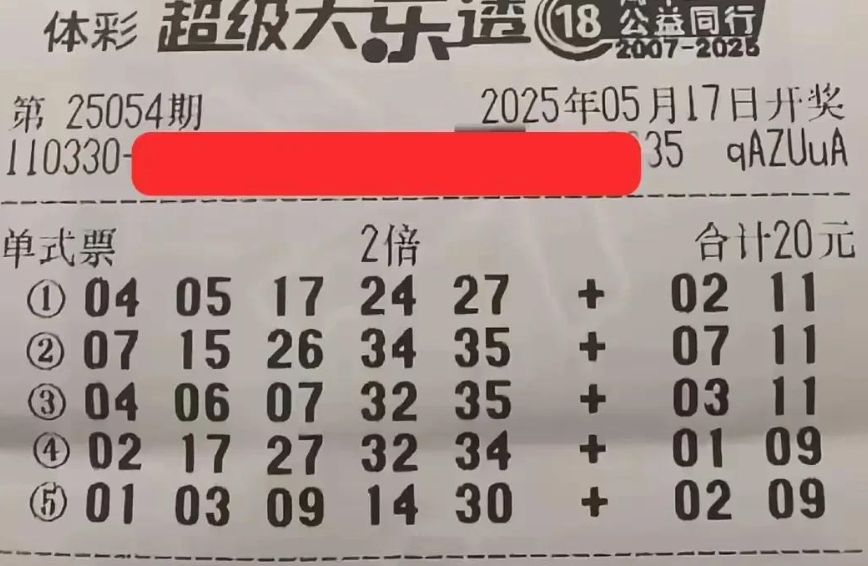 体彩 超级大乐透 18 公益同行
2007-2025
第 25054期 2025年05月17日开奖
110330- 35 qAZUuA
单式票 2倍 合计20元
① 04 05 17 24 27 + 02 11
② 07 15 26 34 35 + 07 11
③ 04 06 07 32 35 + 03 11
④ 02 17 27 32 34 + 01 09
⑤ 01 03 09 14 30 + 02 09